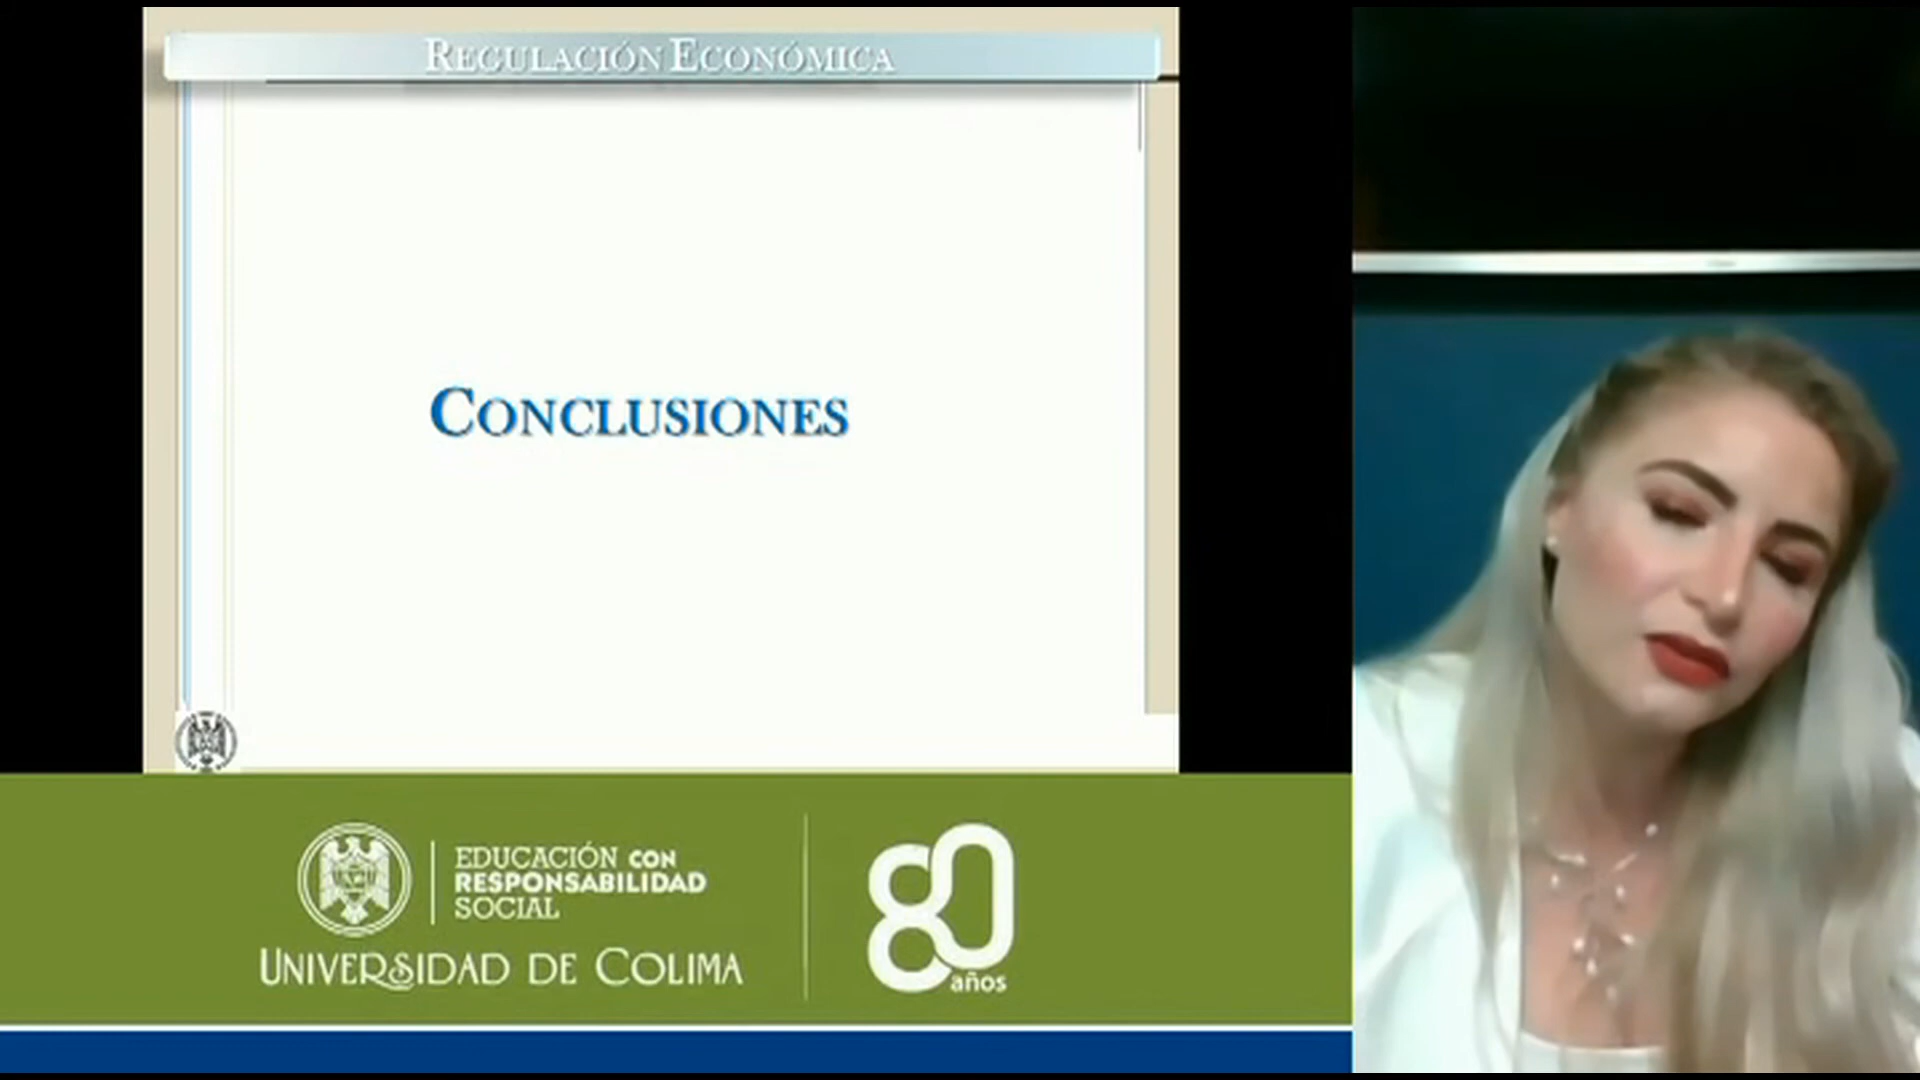 REGULACIÓN ECONÓMICA
CONCLUSIONES
EDUCACIÓN CON
RESPONSABILIDAD
SOCIAL
UNIVERSIDAD DE COLIMA
80
años